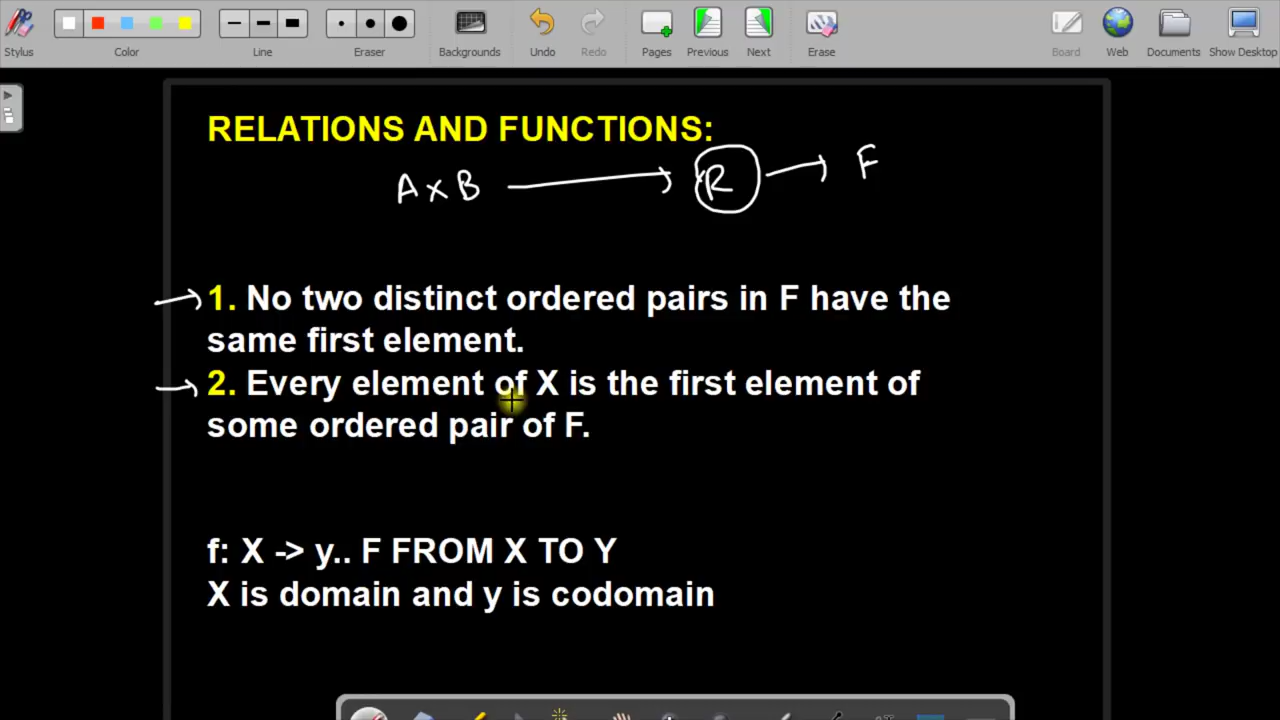 Stylus Color Line Eraser Backgrounds Undo Redo Pages Previous Next Erase Board Web Documents Show Desktop
RELATIONS AND FUNCTIONS:
A x B → R → F
→ 1. No two distinct ordered pairs in F have the
same first element.
→ 2. Every element of X is the first element of
some ordered pair of F.
f: X -> y.. F FROM X TO Y
X is domain and y is codomain